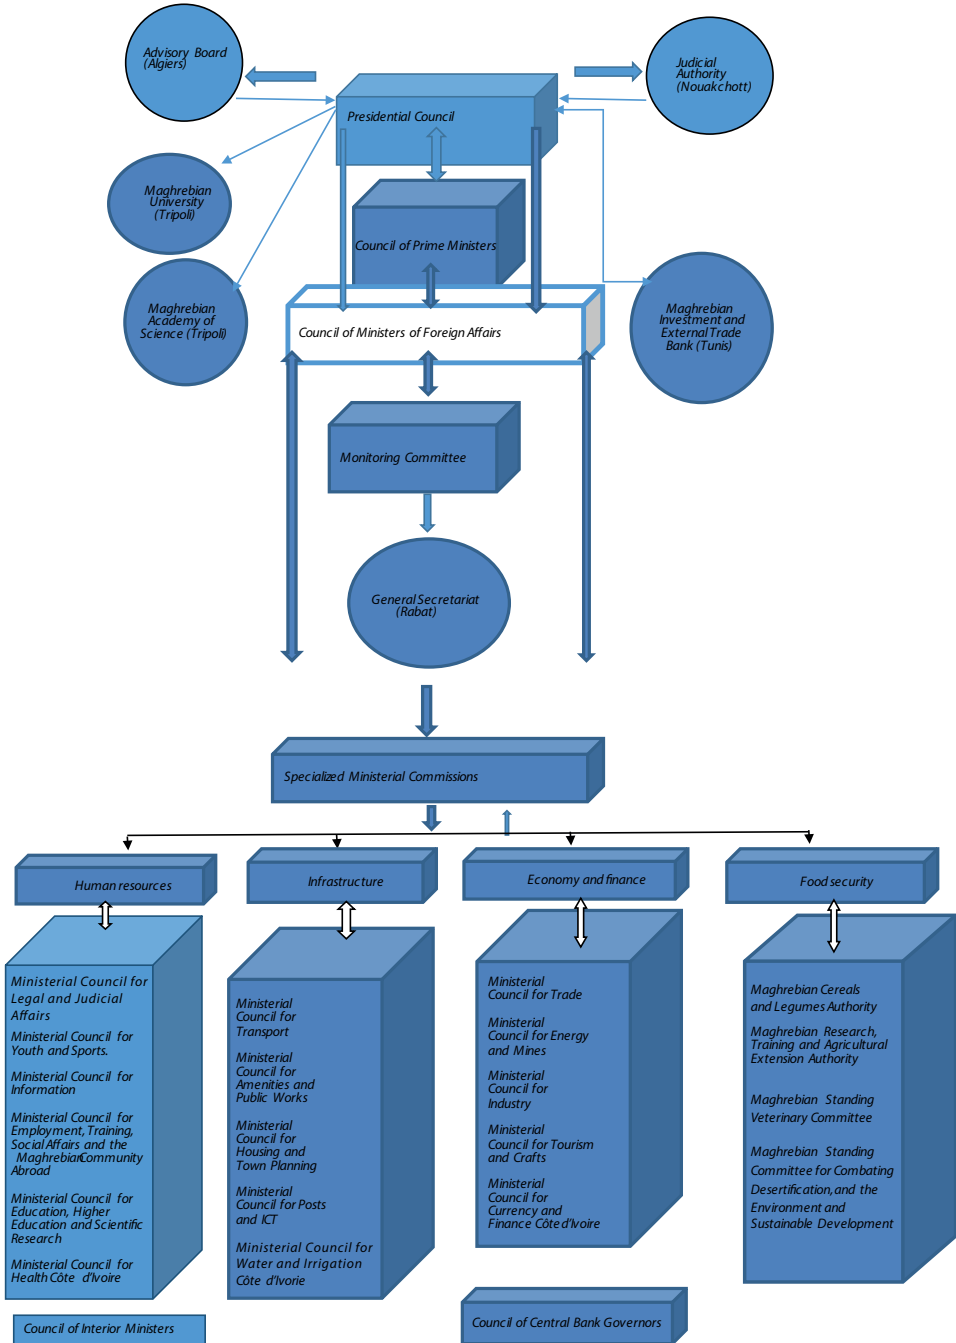 Advisory Board
(Algiers)
Judicial
Authority
(Nouakchott)
Presidential Council
Maghrebian
University
(Tripoli)
Council of Prime Ministers
Maghrebian
Academy of
Science (Tripoli)
Council of Ministers of Foreign Affairs
Maghrebian
Investment and
External Trade
Bank (Tunis)
Monitoring Committee
General Secretariat
(Rabat)
Specialized Ministerial Commissions
Human resources
Infrastructure
Economy and finance
Food security
Ministerial Council for
Legal and Judicial
Affairs
Ministerial Council for
Youth and Sports.
Ministerial Council for
Information
Ministerial Council for
Employment, Training,
Social Affairs and the
Maghrebian Community
Abroad
Ministerial Council for
Education, Higher
Education and Scientific
Research
Ministerial Council for
Health Côte d'Ivoire
Ministerial
Council for
Transport
Ministerial
Council for
Amenities and
Public Works
Ministerial
Council for
Housing and
Town Planning
Ministerial
Council for Posts
and ICT
Ministerial Council for
Water and Irrigation
Côte d'Ivorie
Ministerial
Council for Trade
Ministerial
Council for Energy
and Mines
Ministerial
Council for
Industry
Ministerial
Council for Tourism
and Crafts
Ministerial
Council for
Currency and
Finance Côte d'Ivoire
Maghrebian Cereals
and Legumes Authority
Maghrebian Research,
Training and Agricultural
Extension Authority
Maghrebian Standing
Veterinary Committee
Maghrebian Standing
Committee for Combating
Desertification, and the
Environment and
Sustainable Development
Council of Interior Ministers
Council of Central Bank Governors